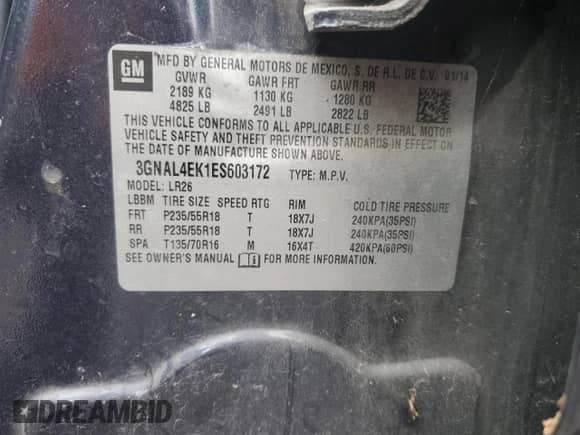 GM
MFD BY GENERAL MOTORS DE MEXICO, S. DE R.L. DE C.V. 01/14
GVWR GAWR FRT GAWR RR
2189 KG 1130 KG 1280 KG
4825 LB 2491 LB 2822 LB
THIS VEHICLE CONFORMS TO ALL APPLICABLE U.S. FEDERAL MOTOR
VEHICLE SAFETY AND THEFT PREVENTION STANDARDS IN EFFECT ON
THE DATE OF MANUFACTURE SHOWN ABOVE.
3GNAL4EK1ES603172 TYPE: M.P.V.
MODEL: LR26
LBBM TIRE SIZE SPEED RTG RIM COLD TIRE PRESSURE
FRT P235/55R18 T 18X7J 240KPA(35PSI)
RR P235/55R18 T 18X7J 240KPA(35PSI)
SPA T135/70R16 M 16X4T 420KPA(60PSI)
SEE OWNER'S MANUAL FOR MORE INFORMATION.
DREAMBID